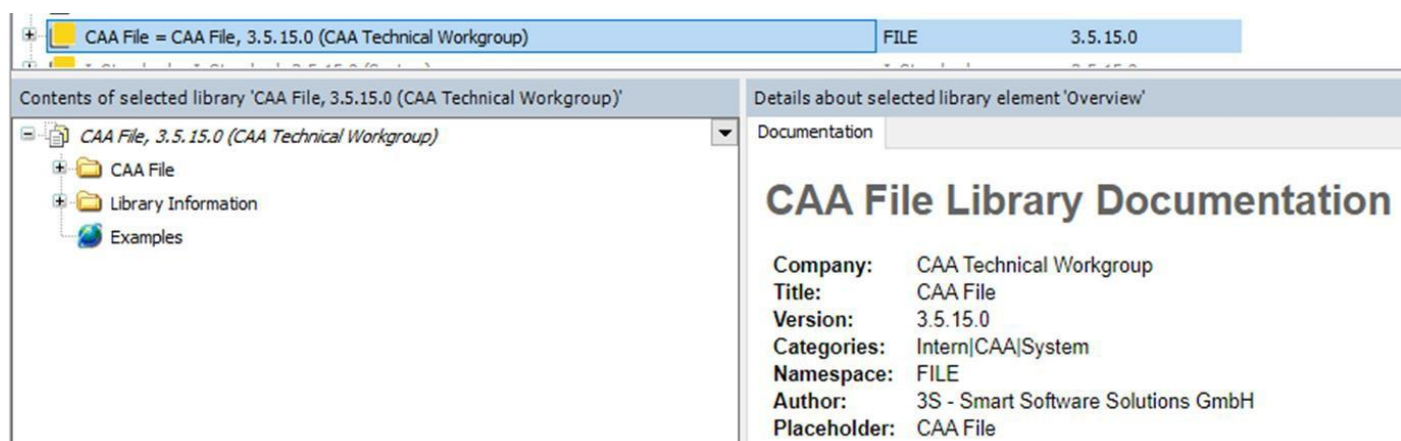 CAA File = CAA File, 3.5.15.0 (CAA Technical Workgroup) FILE 3.5.15.0
Contents of selected library 'CAA File, 3.5.15.0 (CAA Technical Workgroup)'
CAA File, 3.5.15.0 (CAA Technical Workgroup)
CAA File
Library Information
Examples
Details about selected library element 'Overview'
Documentation
CAA File Library Documentation
Company: CAA Technical Workgroup
Title: CAA File
Version: 3.5.15.0
Categories: Intern|CAA|System
Namespace: FILE
Author: 3S - Smart Software Solutions GmbH
Placeholder: CAA File